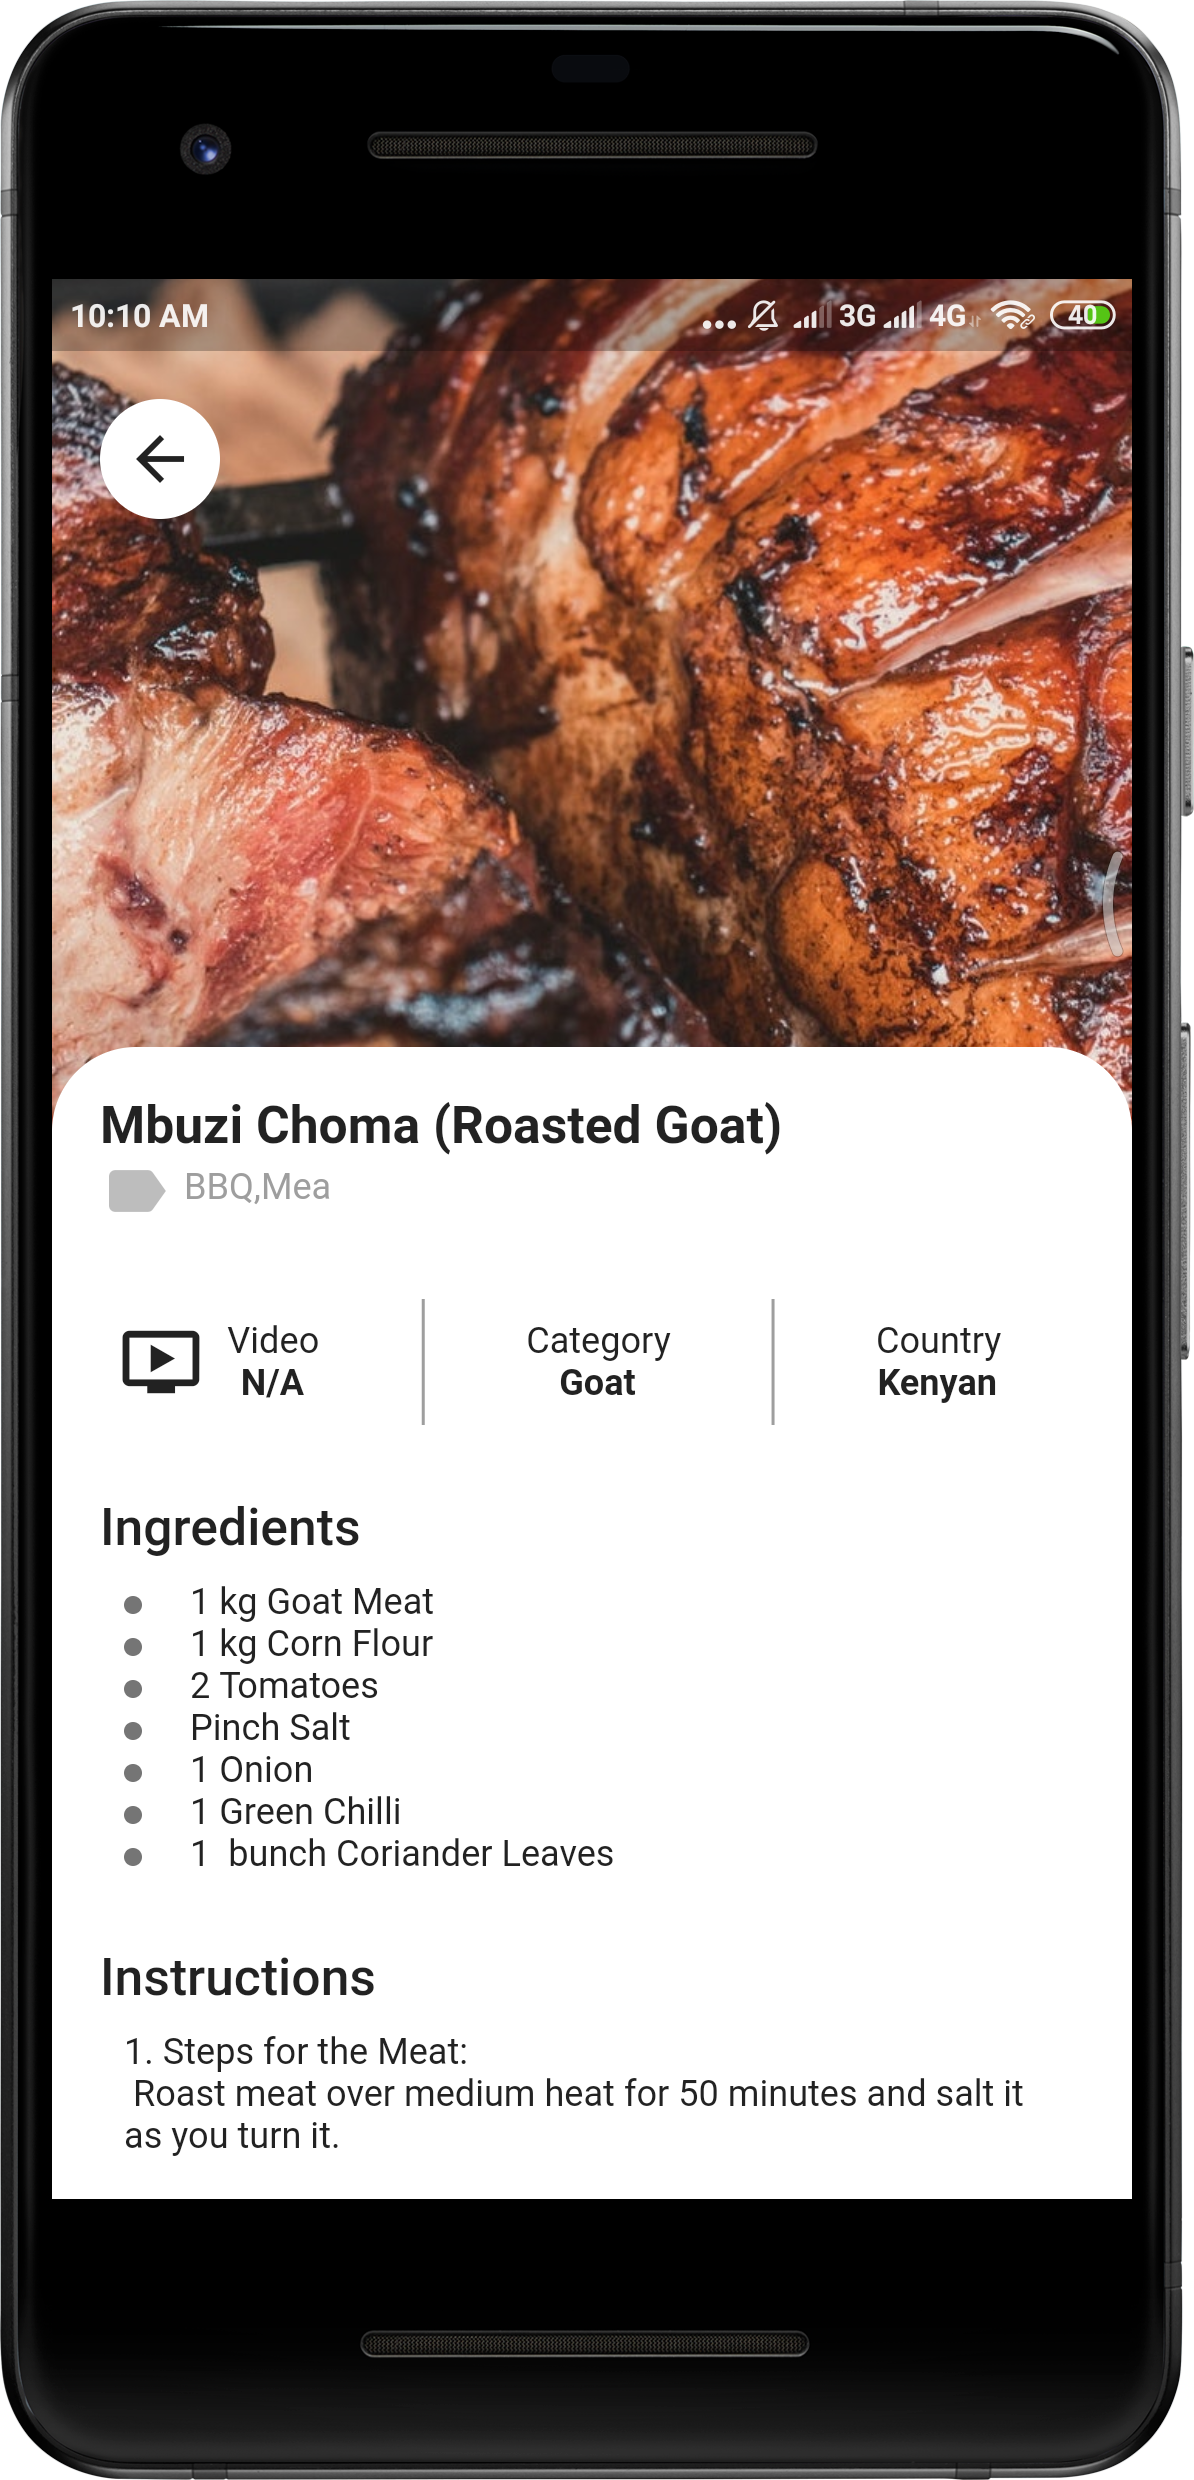 10:10 AM
3G 4G 40
Mbuzi Choma (Roasted Goat)
BBQ,Mea
Video
N/A
Category
Goat
Country
Kenyan
Ingredients
1 kg Goat Meat
1 kg Corn Flour
2 Tomatoes
Pinch Salt
1 Onion
1 Green Chilli
1  bunch Coriander Leaves
Instructions
1. Steps for the Meat:
Roast meat over medium heat for 50 minutes and salt it
as you turn it.